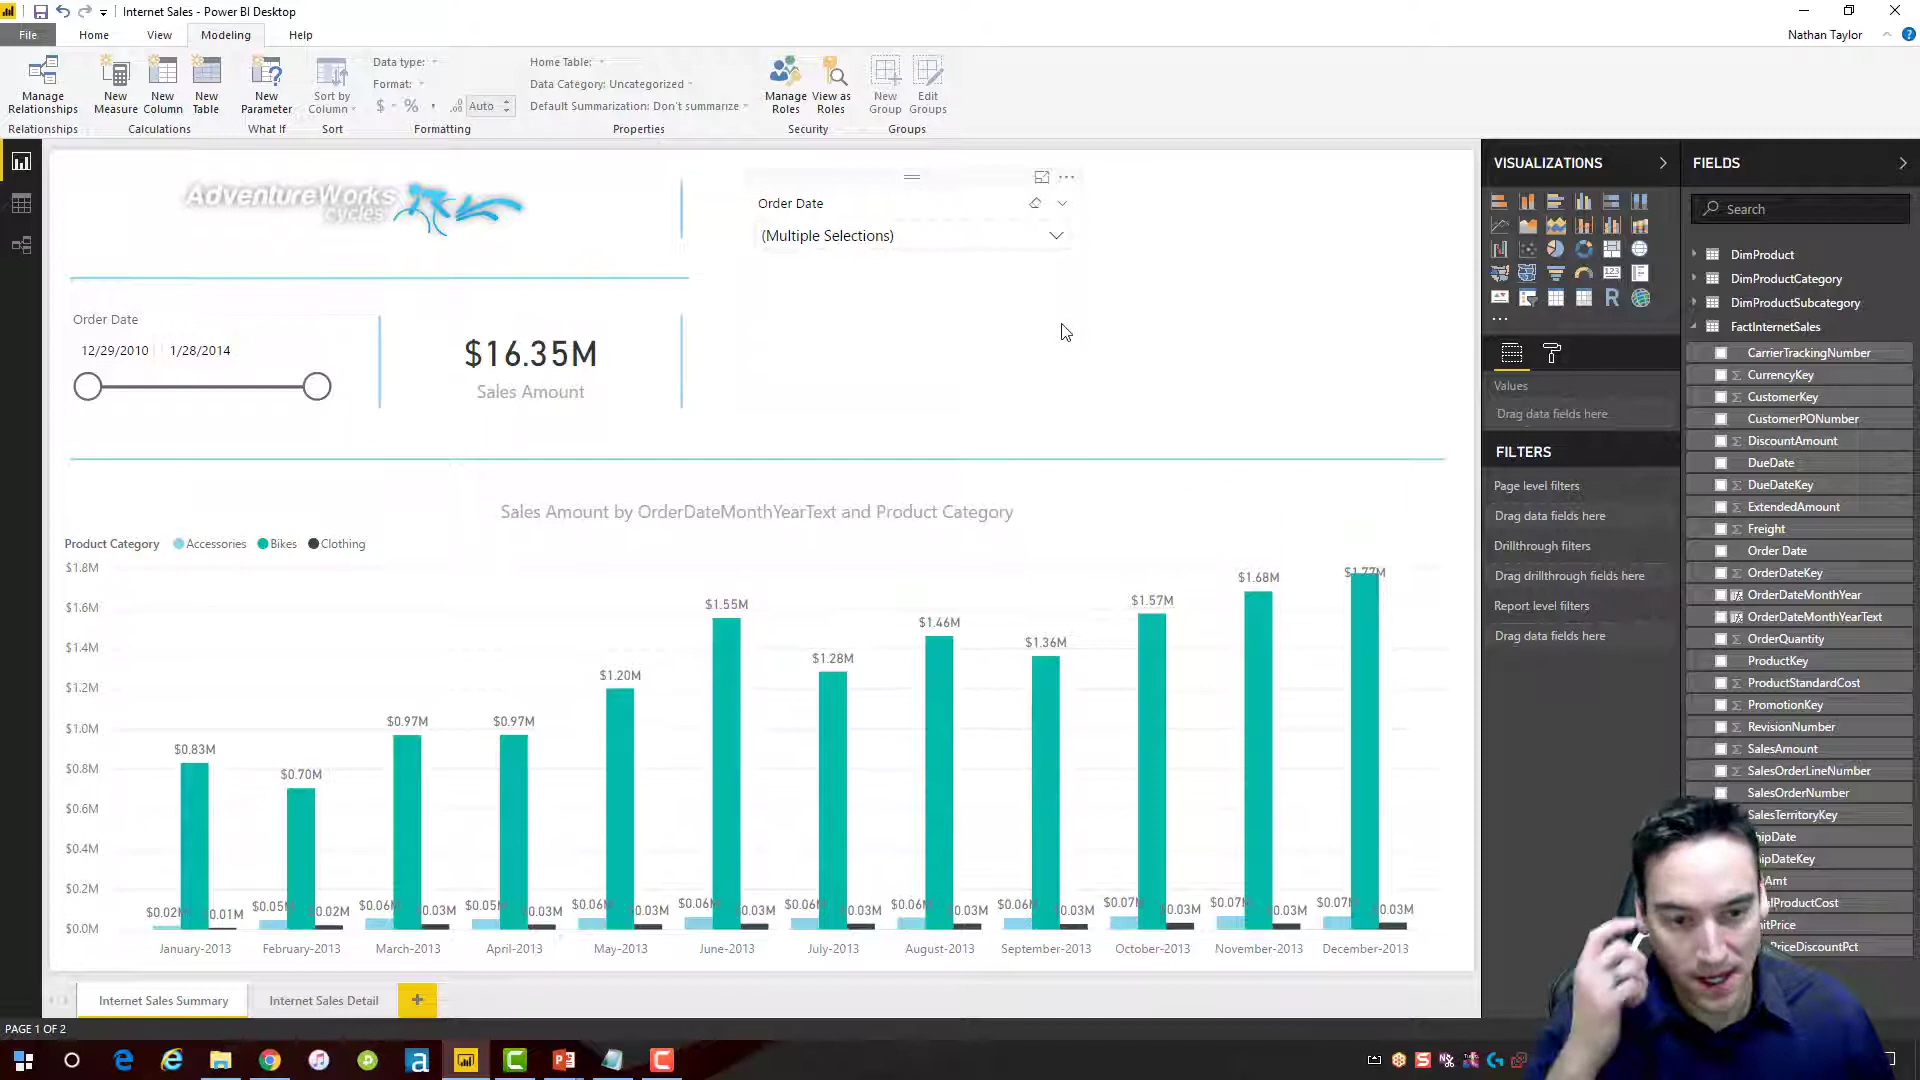 Internet Sales - Power BI Desktop
File Home View Modeling Help
Nathan Taylor
Manage Relationships
New Measure
New Column
New Table
New Parameter
Sort by Column
Data type:
Format:
$ % , .00 Auto
Home Table:
Data Category: Uncategorized
Default Summarization: Don't summarize
Manage Roles
View as Roles
New Group
Edit Groups
Relationships Calculations What If Sort Formatting Properties Security Groups
AdventureWorks
cycles
Order Date
(Multiple Selections)
Order Date
12/29/2010 1/28/2014
$16.35M
Sales Amount
Sales Amount by OrderDateMonthYearText and Product Category
Product Category Accessories Bikes Clothing
$1.8M
$1.6M
$1.4M
$1.2M
$1.0M
$0.8M
$0.6M
$0.4M
$0.2M
$0.0M
$0.83M $0.70M $0.97M $0.97M $1.20M $1.55M $1.28M $1.46M $1.36M $1.57M $1.68M $1.77M
January-2013 February-2013 March-2013 April-2013 May-2013 June-2013 July-2013 August-2013 September-2013 October-2013 November-2013 December-2013
Internet Sales Summary Internet Sales Detail +
PAGE 1 OF 2
VISUALIZATIONS
Values
Drag data fields here
FILTERS
Page level filters
Drag data fields here
Drillthrough filters
Drag drillthrough fields here
Report level filters
Drag data fields here
FIELDS
Search
DimProduct
DimProductCategory
DimProductSubcategory
FactInternetSales
CarrierTrackingNumber
CurrencyKey
CustomerKey
CustomerPONumber
DiscountAmount
DueDate
DueDateKey
ExtendedAmount
Freight
Order Date
OrderDateKey
OrderDateMonthYear
OrderDateMonthYearText
OrderQuantity
ProductKey
ProductStandardCost
PromotionKey
RevisionNumber
SalesAmount
SalesOrderLineNumber
SalesOrderNumber
SalesTerritoryKey
hipDate
hipDateKey
Amt
lProductCost
nitPrice
PriceDiscountPct